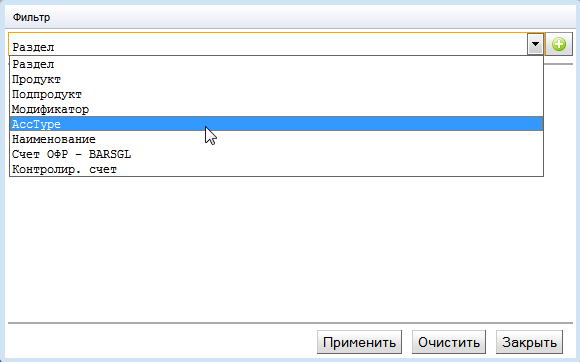 Фильтр
Раздел
Раздел
Продукт
Подпродукт
Модификатор
AccType
Наименование
Счет ОФР - BARSGL
Контролир. счет
Применить Очистить Закрыть